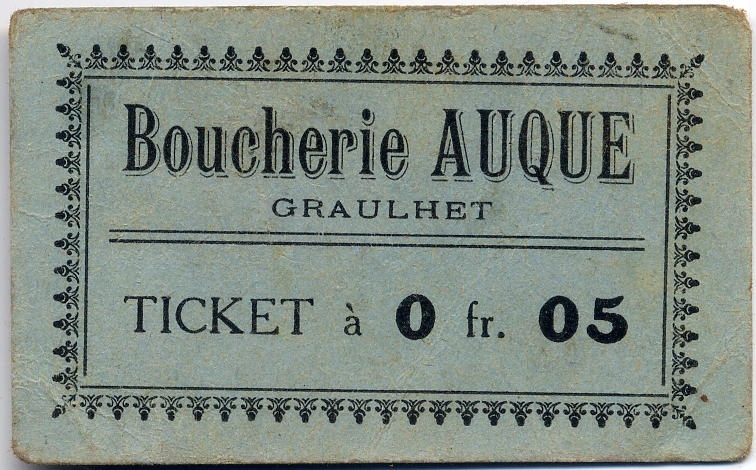 Boucherie AUQUE
GRAULHET
TICKET à 0 fr. 05